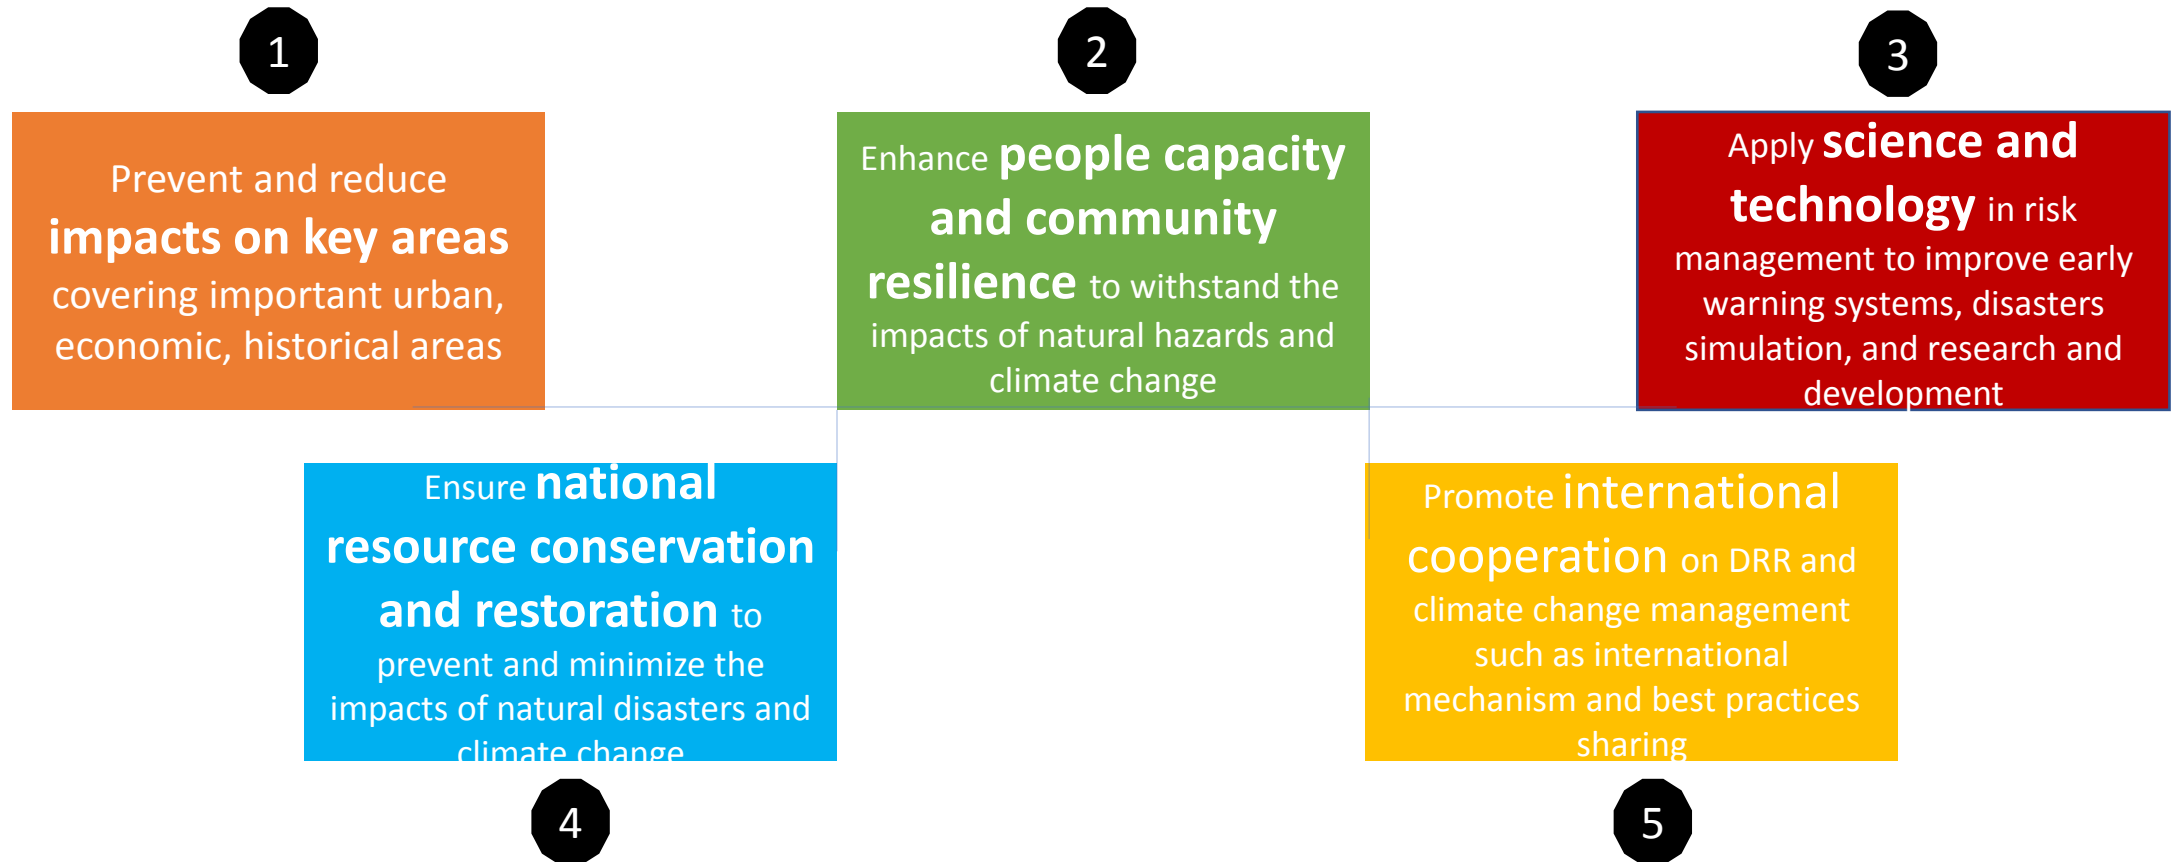 1
Prevent and reduce
impacts on key areas
covering important urban,
economic, historical areas
2
Enhance people capacity
and community
resilience to withstand the
impacts of natural hazards and
climate change
3
Apply science and
technology in risk
management to improve early
warning systems, disasters
simulation, and research and
development
Ensure national
resource conservation
and restoration to
prevent and minimize the
impacts of natural disasters and
climate change
4
Promote international
cooperation on DRR and
climate change management
such as international
mechanism and best practices
sharing
5